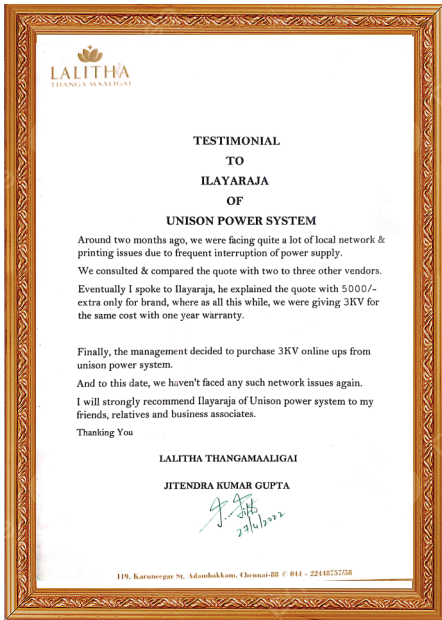 LALITHA
THANGA MAALIGAI
TESTIMONIAL
TO
ILAYARAJA
OF
UNISON POWER SYSTEM
Around two months ago, we were facing quite a lot of local network &
printing issues due to frequent interruption of power supply.
We consulted & compared the quote with two to three other vendors.
Eventually I spoke to Ilayaraja, he explained the quote with 5000/-
extra only for brand, where as all this while, we were giving 3KV for
the same cost with one year warranty.
Finally, the management decided to purchase 3KV online ups from
unison power system.
And to this date, we haven't faced any such network issues again.
I will strongly recommend Ilayaraja of Unison power system to my
friends, relatives and business associates.
Thanking You
LALITHA THANGAMAALIGAI
JITENDRA KUMAR GUPTA
27/4/2022
119, Karuneegar St, Adambakkam, Chennai-88 ✆ 044 - 22448757/58